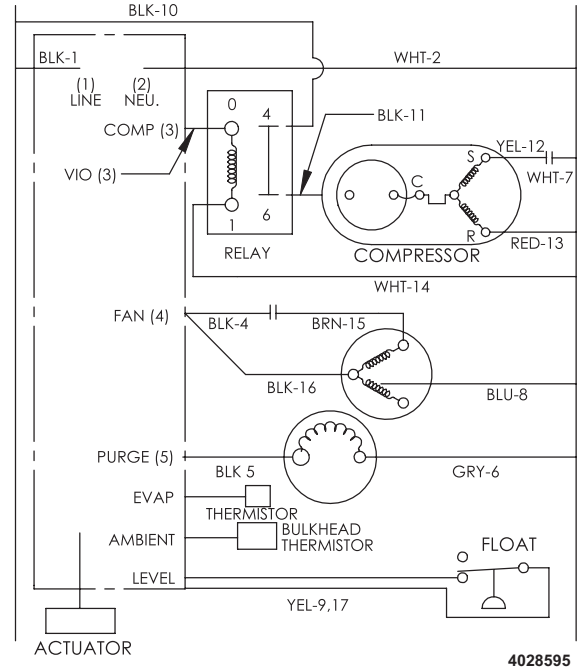 BLK-10
BLK-1
WHT-2
(1) (2)
LINE NEU.
0
4
BLK-11
COMP (3)
VIO (3)
S
YEL-12
WHT-7
C
1
6
R
RED-13
RELAY
COMPRESSOR
WHT-14
FAN (4)
BLK-4
BRN-15
BLK-16
BLU-8
PURGE (5)
BLK 5
GRY-6
EVAP
THERMISTOR
AMBIENT
BULKHEAD
THERMISTOR
FLOAT
LEVEL
YEL-9,17
ACTUATOR
4028595